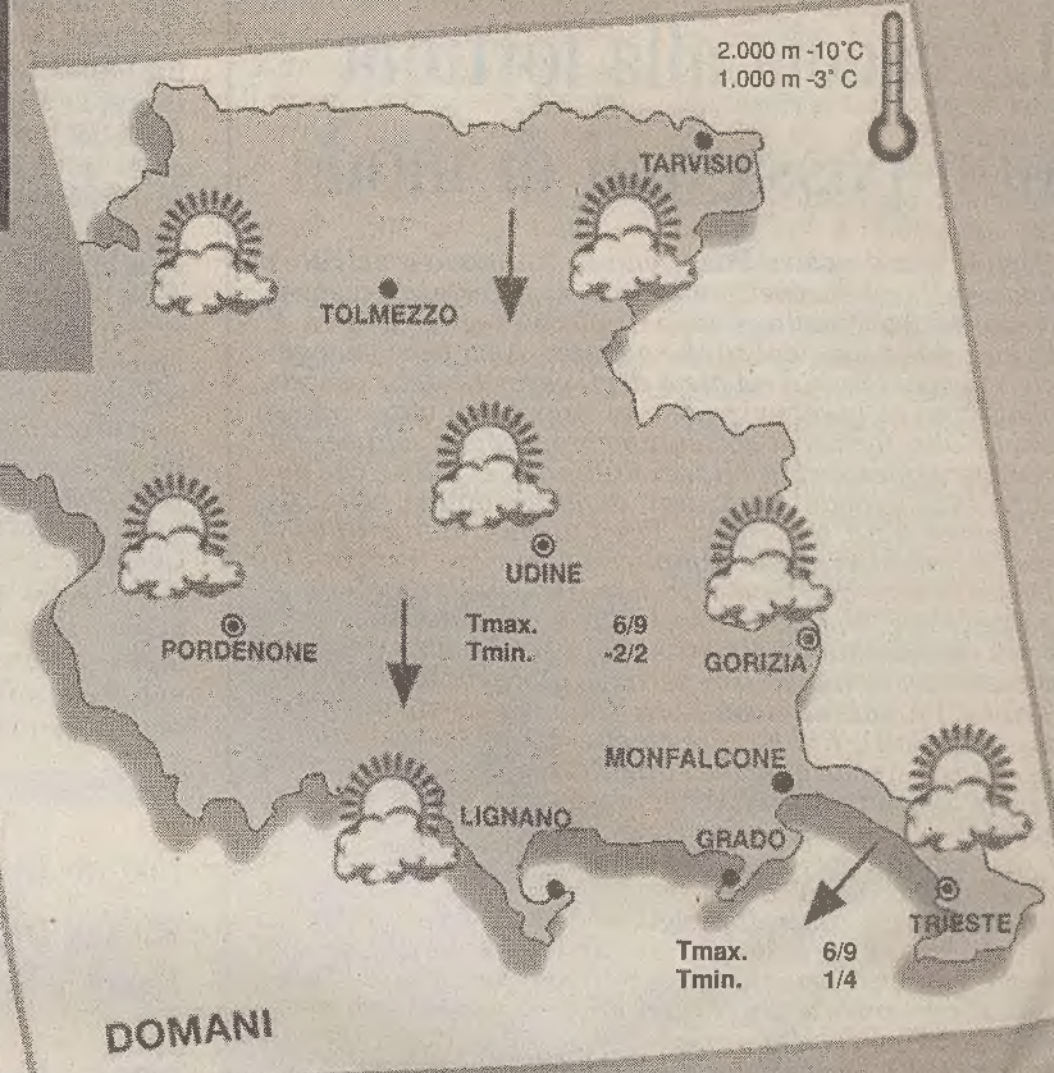 2.000 m -10°C
1.000 m -3° C
TARVISIO
TOLMEZZO
UDINE
PORDENONE
Tmax. 6/9
Tmin. -2/2
GORIZIA
MONFALCONE
LIGNANO
GRADO
TRIESTE
Tmax. 6/9
Tmin. 1/4
DOMANI